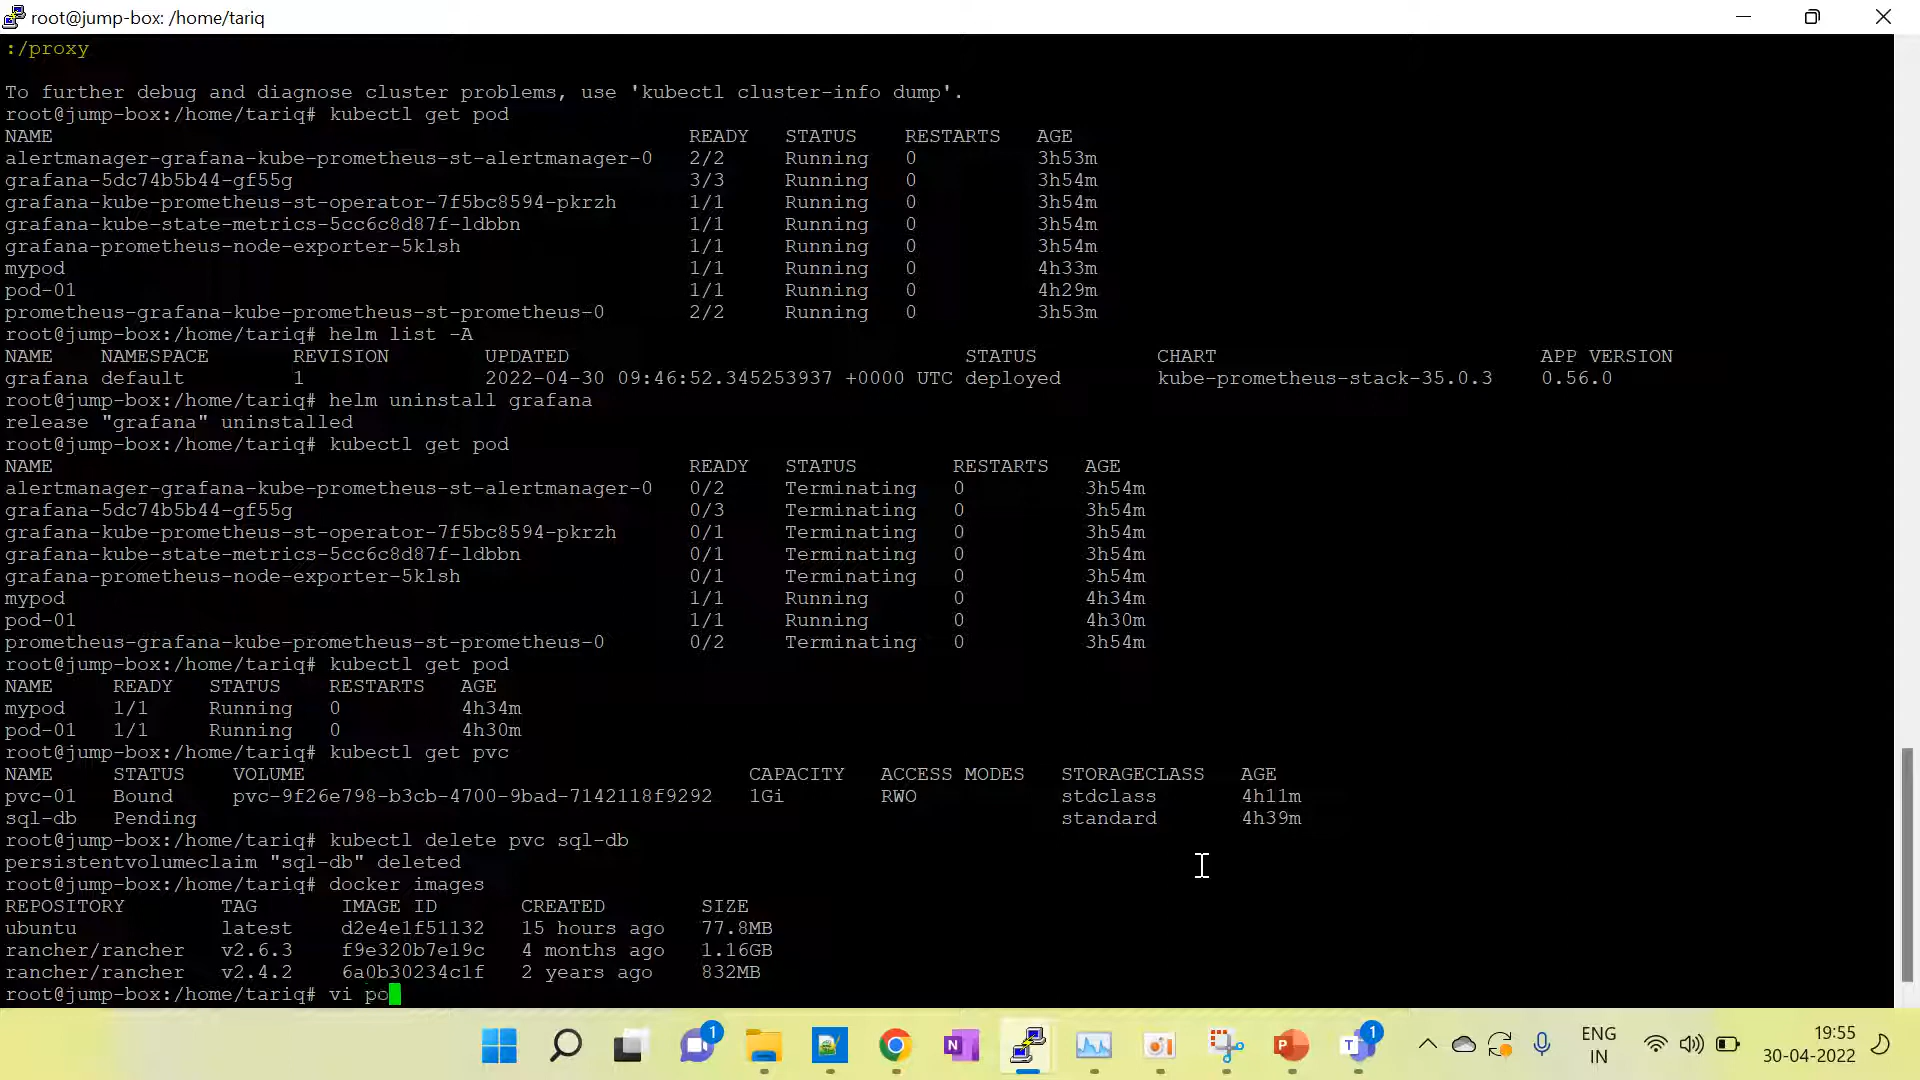 root@jump-box: /home/tariq
:/proxy
To further debug and diagnose cluster problems, use 'kubectl cluster-info dump'.
root@jump-box:/home/tariq# kubectl get pod
NAME READY STATUS RESTARTS AGE
alertmanager-grafana-kube-prometheus-st-alertmanager-0 2/2 Running 0 3h53m
grafana-5dc74b5b44-gf55g 3/3 Running 0 3h54m
grafana-kube-prometheus-st-operator-7f5bc8594-pkrzh 1/1 Running 0 3h54m
grafana-kube-state-metrics-5cc6c8d87f-ldbbn 1/1 Running 0 3h54m
grafana-prometheus-node-exporter-5klsh 1/1 Running 0 3h54m
mypod 1/1 Running 0 4h33m
pod-01 1/1 Running 0 4h29m
prometheus-grafana-kube-prometheus-st-prometheus-0 2/2 Running 0 3h53m
root@jump-box:/home/tariq# helm list -A
NAME NAMESPACE REVISION UPDATED STATUS CHART APP VERSION
grafana default 1 2022-04-30 09:46:52.345253937 +0000 UTC deployed kube-prometheus-stack-35.0.3 0.56.0
root@jump-box:/home/tariq# helm uninstall grafana
release "grafana" uninstalled
root@jump-box:/home/tariq# kubectl get pod
NAME READY STATUS RESTARTS AGE
alertmanager-grafana-kube-prometheus-st-alertmanager-0 0/2 Terminating 0 3h54m
grafana-5dc74b5b44-gf55g 0/3 Terminating 0 3h54m
grafana-kube-prometheus-st-operator-7f5bc8594-pkrzh 0/1 Terminating 0 3h54m
grafana-kube-state-metrics-5cc6c8d87f-ldbbn 0/1 Terminating 0 3h54m
grafana-prometheus-node-exporter-5klsh 0/1 Terminating 0 3h54m
mypod 1/1 Running 0 4h34m
pod-01 1/1 Running 0 4h30m
prometheus-grafana-kube-prometheus-st-prometheus-0 0/2 Terminating 0 3h54m
root@jump-box:/home/tariq# kubectl get pod
NAME READY STATUS RESTARTS AGE
mypod 1/1 Running 0 4h34m
pod-01 1/1 Running 0 4h30m
root@jump-box:/home/tariq# kubectl get pvc
NAME STATUS VOLUME CAPACITY ACCESS MODES STORAGECLASS AGE
pvc-01 Bound pvc-9f26e798-b3cb-4700-9bad-7142118f9292 1Gi RWO stdclass 4h11m
sql-db Pending standard 4h39m
root@jump-box:/home/tariq# kubectl delete pvc sql-db
persistentvolumeclaim "sql-db" deleted
root@jump-box:/home/tariq# docker images
REPOSITORY TAG IMAGE ID CREATED SIZE
ubuntu latest d2e4e1f51132 15 hours ago 77.8MB
rancher/rancher v2.6.3 f9e320b7e19c 4 months ago 1.16GB
rancher/rancher v2.4.2 6a0b30234c1f 2 years ago 832MB
root@jump-box:/home/tariq# vi po
1
N
P
T
1
ENG
IN
19:55
30-04-2022